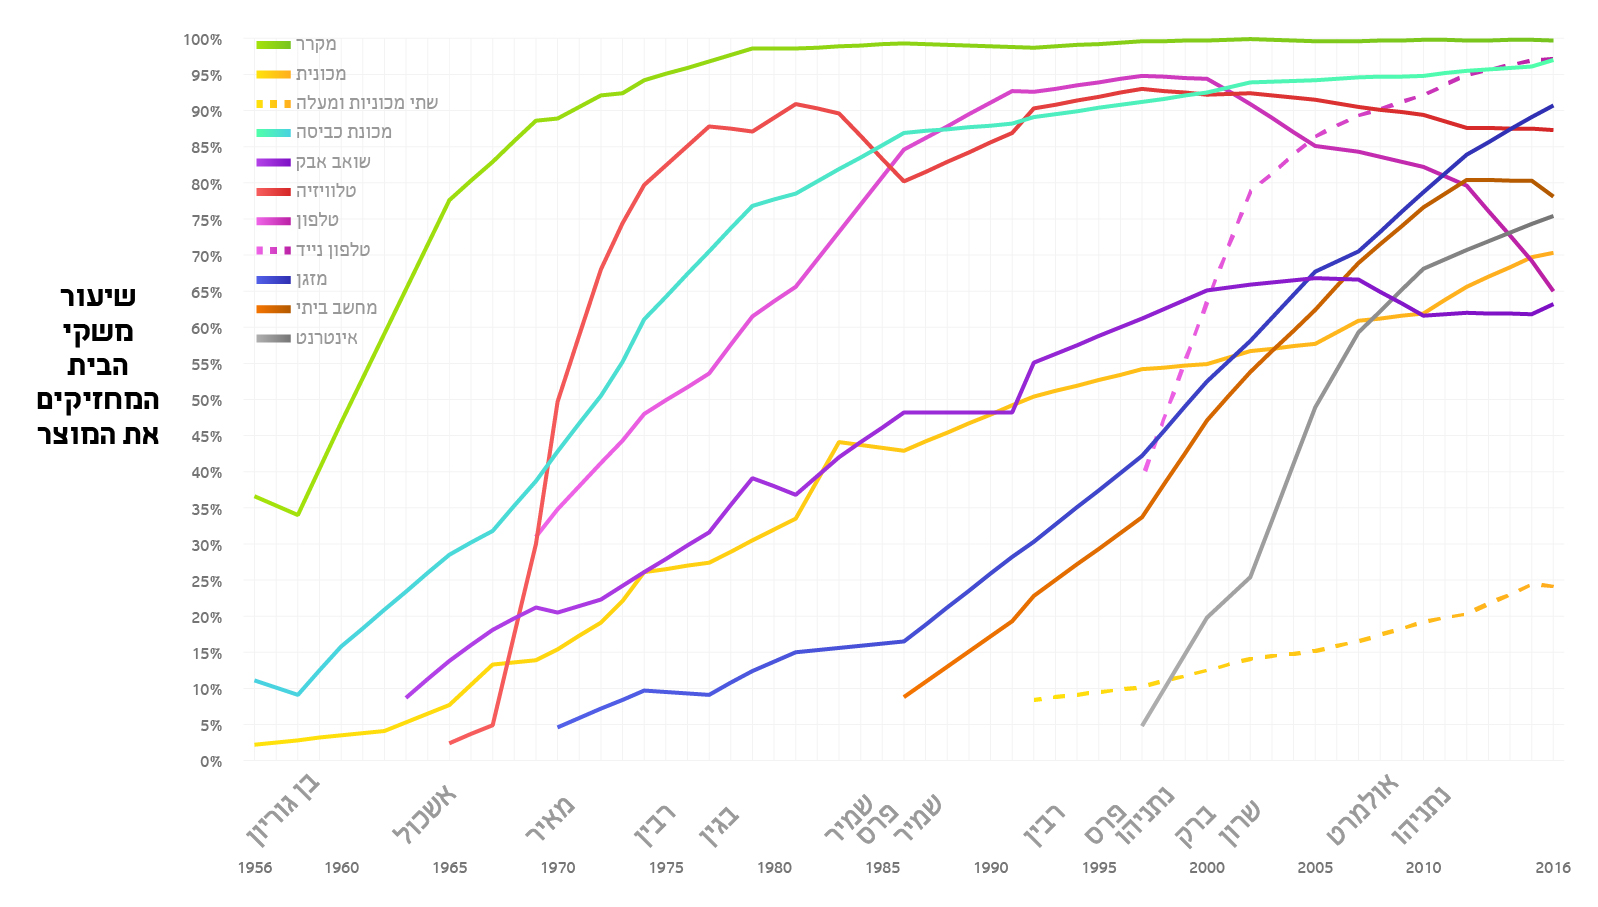 100%
95%
90%
85%
80%
75%
70%
65%
60%
55%
50%
45%
40%
35%
30%
25%
20%
15%
10%
5%
0%
מקרר
מכונית
שתי מכוניות ומעלה
מכונת כביסה
שואב אבק
טלוויזיה
טלפון
טלפון נייד
מזגן
מחשב ביתי
אינטרנט
שיעור
משקי
הבית
המחזיקים
את המוצר
בן גוריון
אשכול
מאיר
רבין
בגין
שמיר
פרס
שמיר
רבין
פרס
נתניהו
ברק
שרון
אולמרט
נתניהו
1956 1960 1965 1970 1975 1980 1985 1990 1995 2000 2005 2010 2016